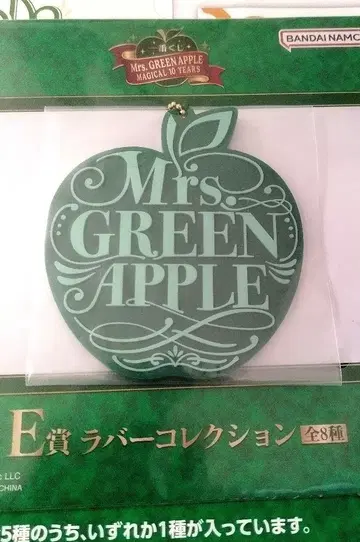 一番くじ
Mrs. GREEN APPLE
MAGICAL 10 YEARS
BANDAI NAMCO
Mrs.
GREEN
APPLE
E賞 ラバーコレクション 全8種
LLC
CHINA
5種のうち、いずれか1種が入っています。